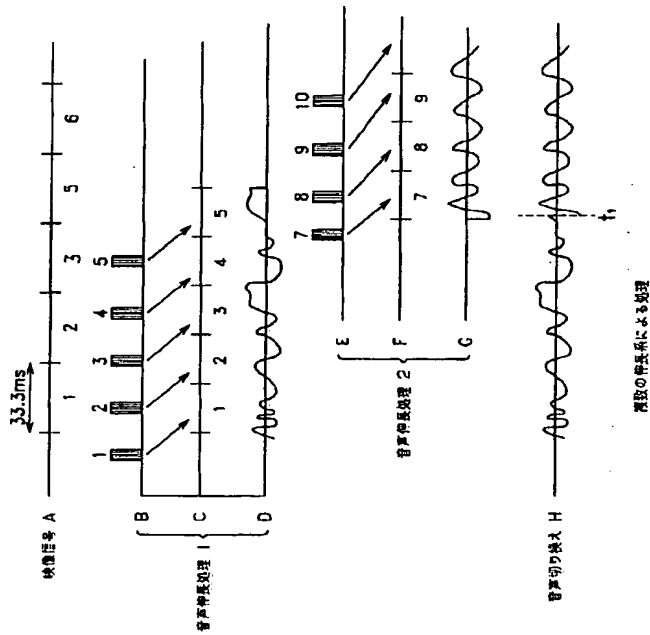 33.3ms
映像信号 A
1 2 3 5 6
1 2 3 4 5
B
C
1 2 3 4 5
D
音声伸長処理 1
7 8 9 10
E
F
7 8 9
G
音声伸長処理 2
音声切り換え H
t₁
複数の伸長系による処理